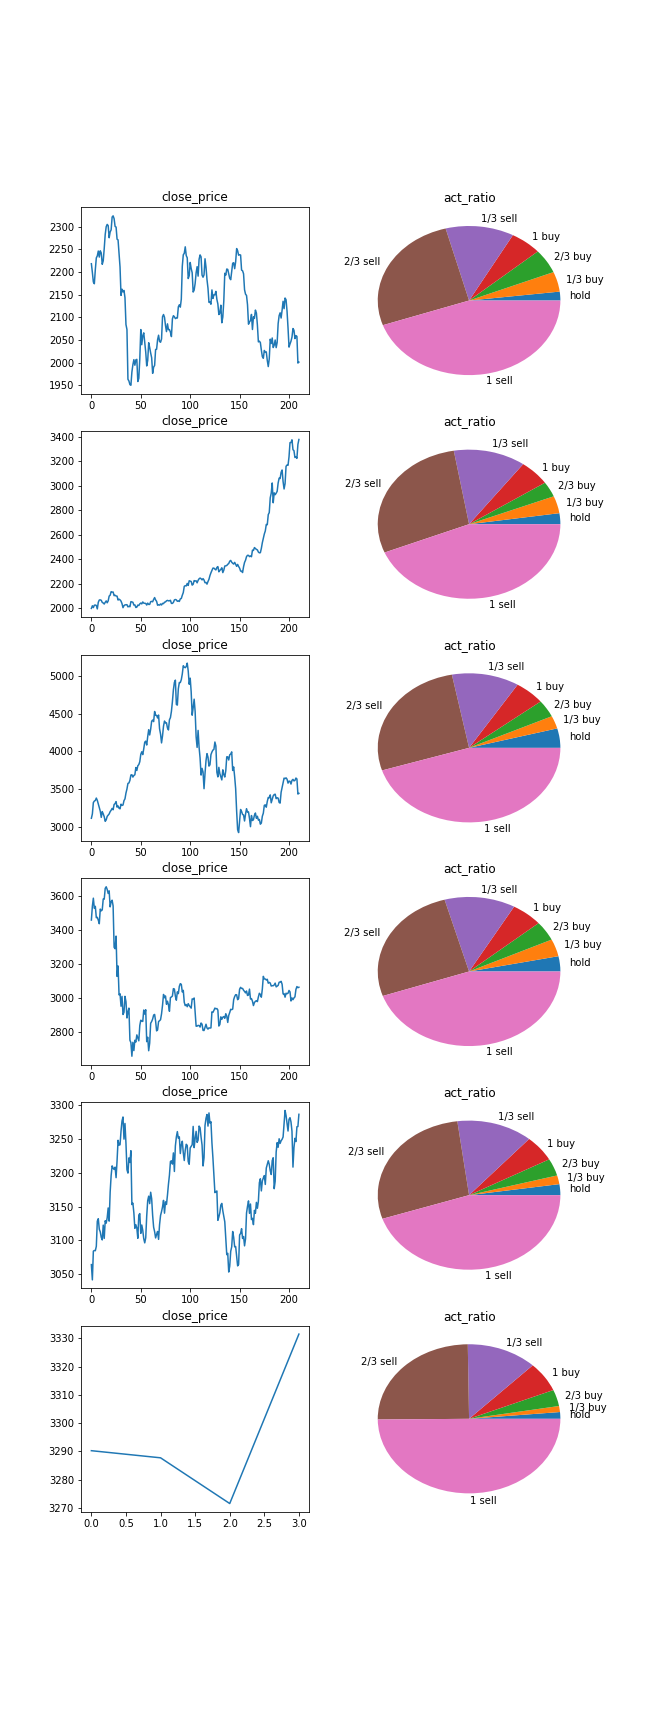 close_price
2300
2250
2200
2150
2100
2050
2000
1950
0 50 100 150 200
act_ratio
1/3 sell
1 buy
2/3 buy
1/3 buy
hold
2/3 sell
1 sell
close_price
3400
3200
3000
2800
2600
2400
2200
2000
0 50 100 150 200
act_ratio
1/3 sell
1 buy
2/3 buy
1/3 buy
hold
2/3 sell
1 sell
close_price
5000
4500
4000
3500
3000
0 50 100 150 200
act_ratio
1/3 sell
1 buy
2/3 buy
1/3 buy
hold
2/3 sell
1 sell
close_price
3600
3400
3200
3000
2800
0 50 100 150 200
act_ratio
1/3 sell
1 buy
2/3 buy
1/3 buy
hold
2/3 sell
1 sell
close_price
3300
3250
3200
3150
3100
3050
0 50 100 150 200
act_ratio
1/3 sell
1 buy
2/3 buy
1/3 buy
hold
2/3 sell
1 sell
close_price
3330
3320
3310
3300
3290
3280
3270
0.0 0.5 1.0 1.5 2.0 2.5 3.0
act_ratio
1/3 sell
2/3 sell
1 buy
2/3 buy
1/3 buy
hold
1 sell